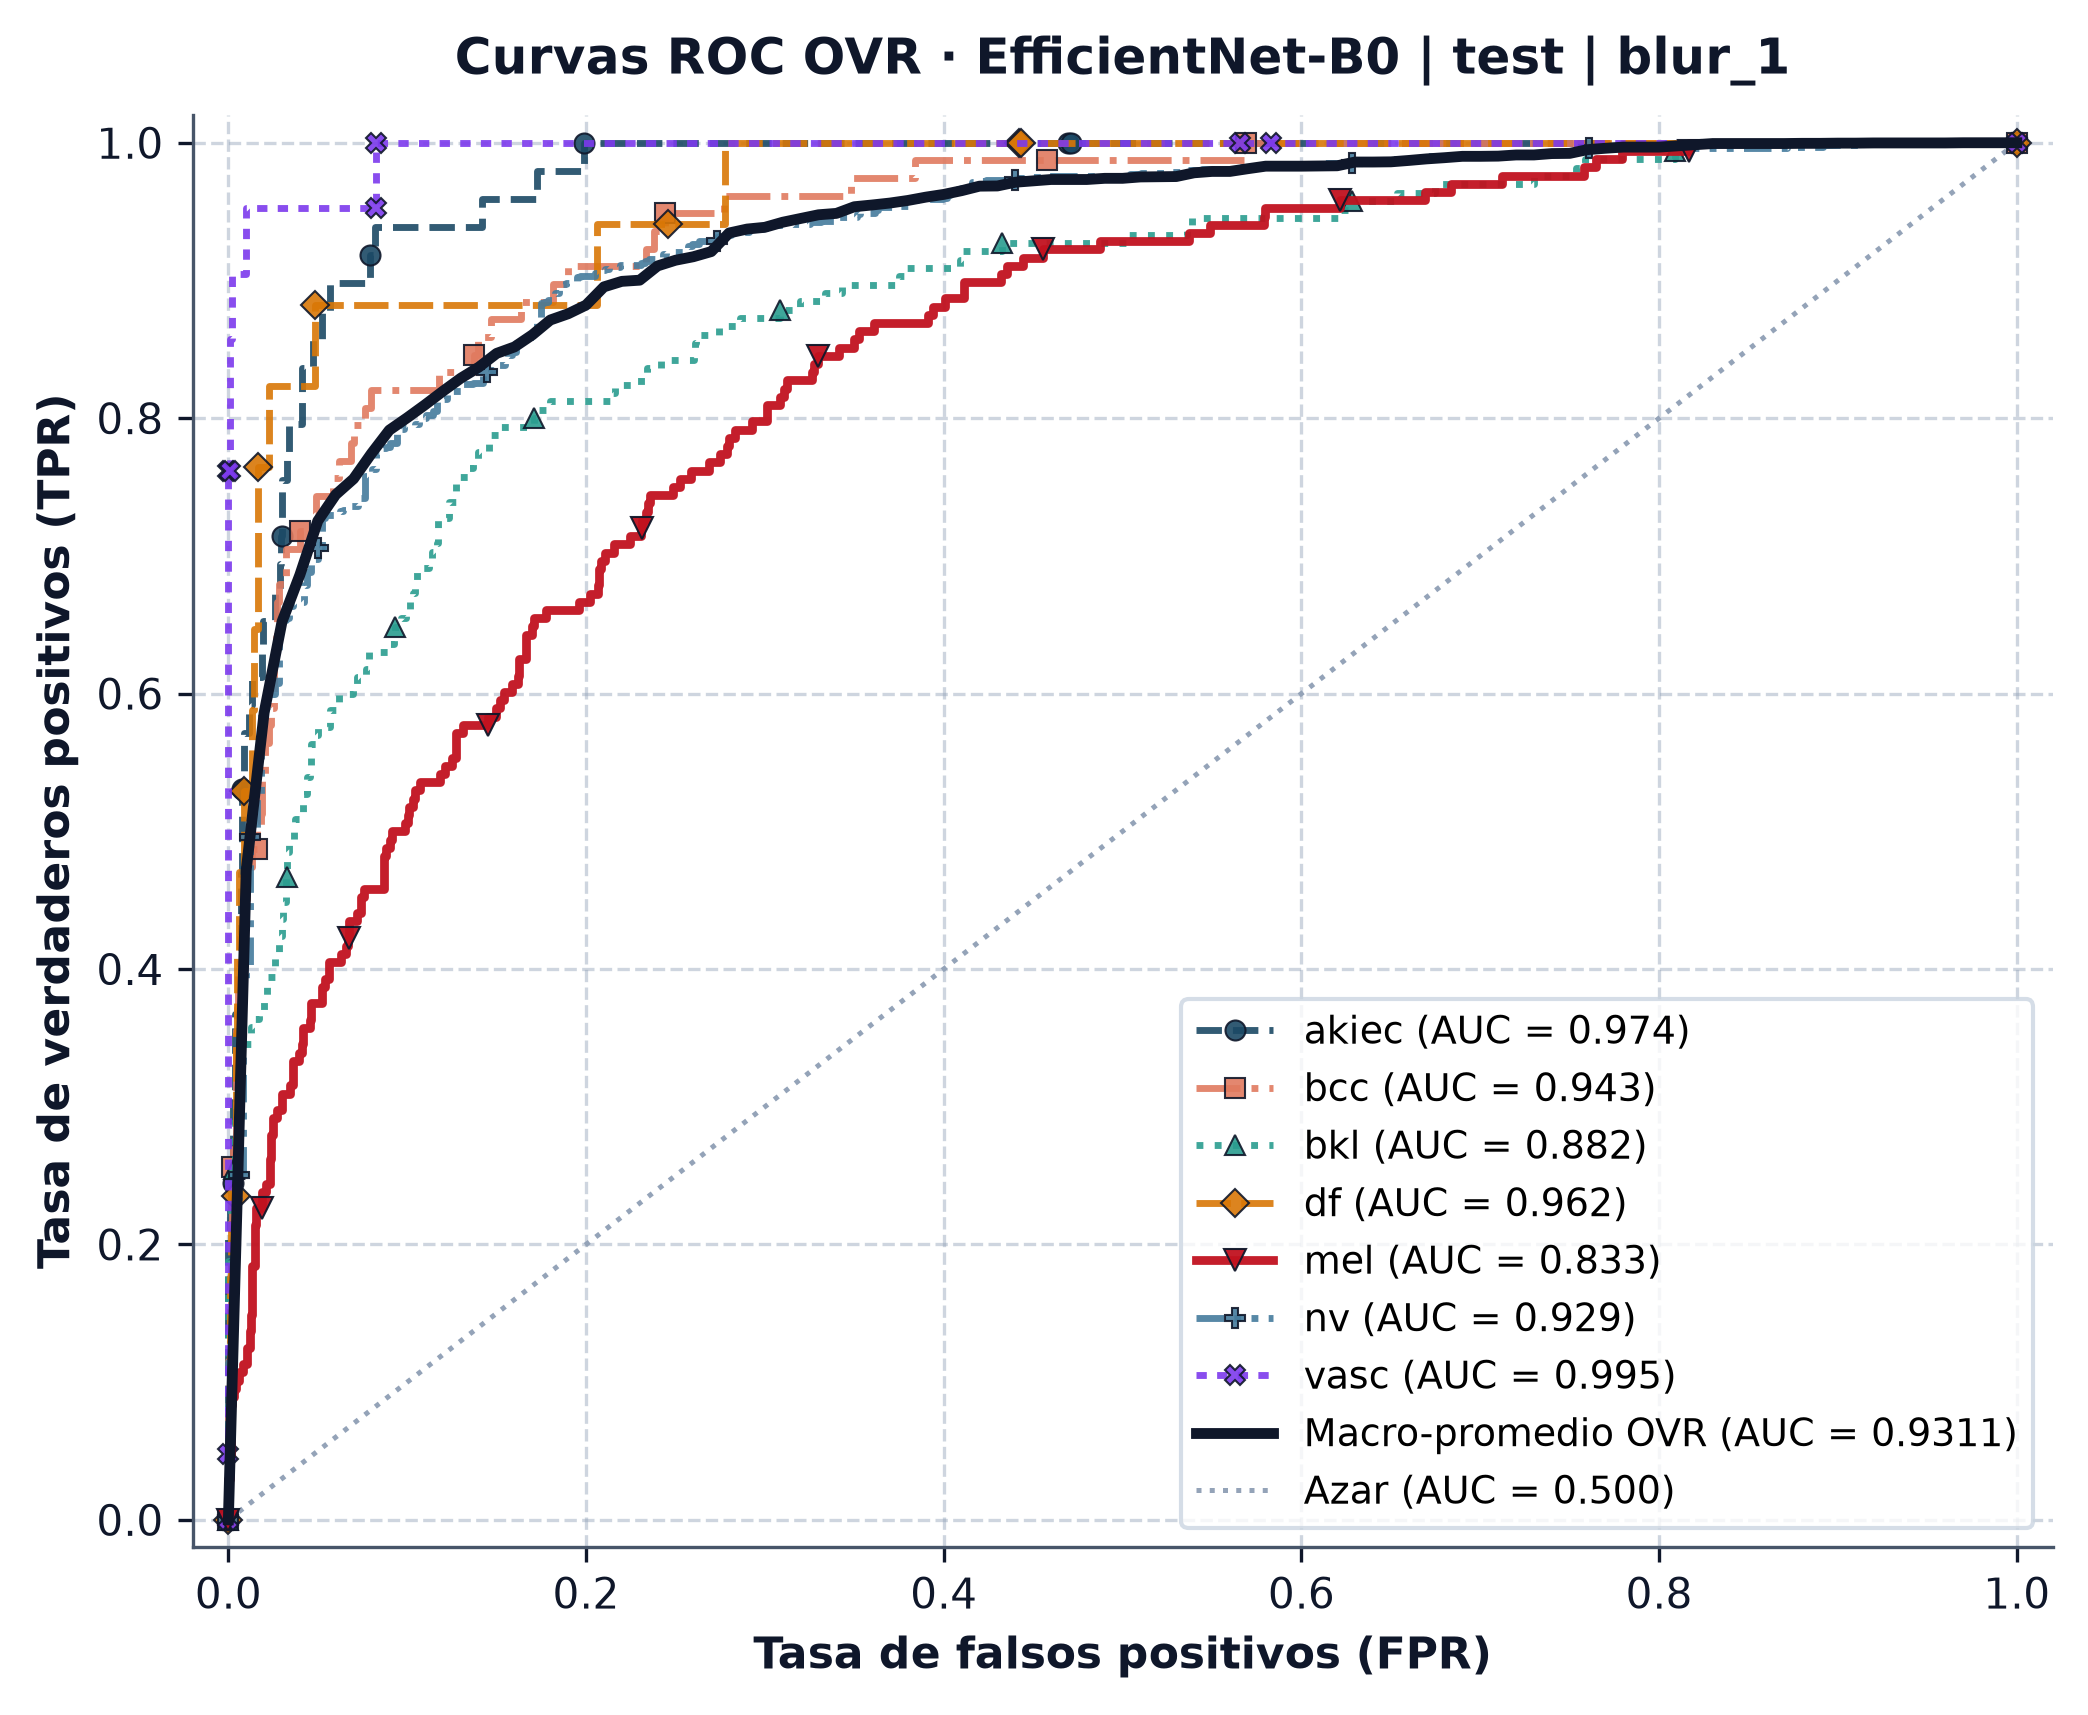 Curvas ROC OVR · EfficientNet-B0 | test | blur_1
Tasa de verdaderos positivos (TPR)
1.0
0.8
0.6
0.4
0.2
0.0
akiec (AUC = 0.974)
bcc (AUC = 0.943)
bkl (AUC = 0.882)
df (AUC = 0.962)
mel (AUC = 0.833)
nv (AUC = 0.929)
vasc (AUC = 0.995)
Macro-promedio OVR (AUC = 0.9311)
Azar (AUC = 0.500)
0.0 0.2 0.4 0.6 0.8 1.0
Tasa de falsos positivos (FPR)